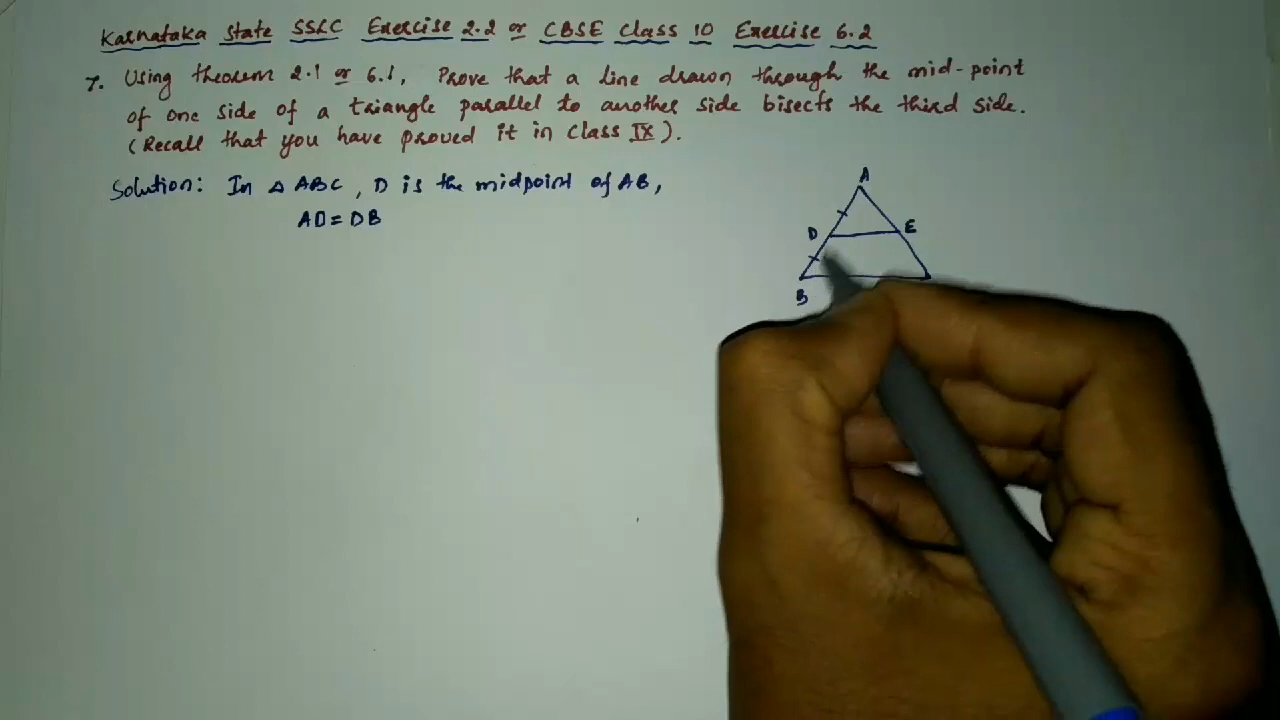 Karnataka State SSLC Exercise 2.2 or CBSE Class 10 Exercise 6.2
7. Using theorem 2.1 or 6.1, Prove that a line drawn through the mid-point
of one side of a triangle parallel to another side bisects the third side.
(Recall that you have proved it in Class IX).
Solution: In △ ABC, D is the midpoint of AB,
AD = DB
A
D E
B